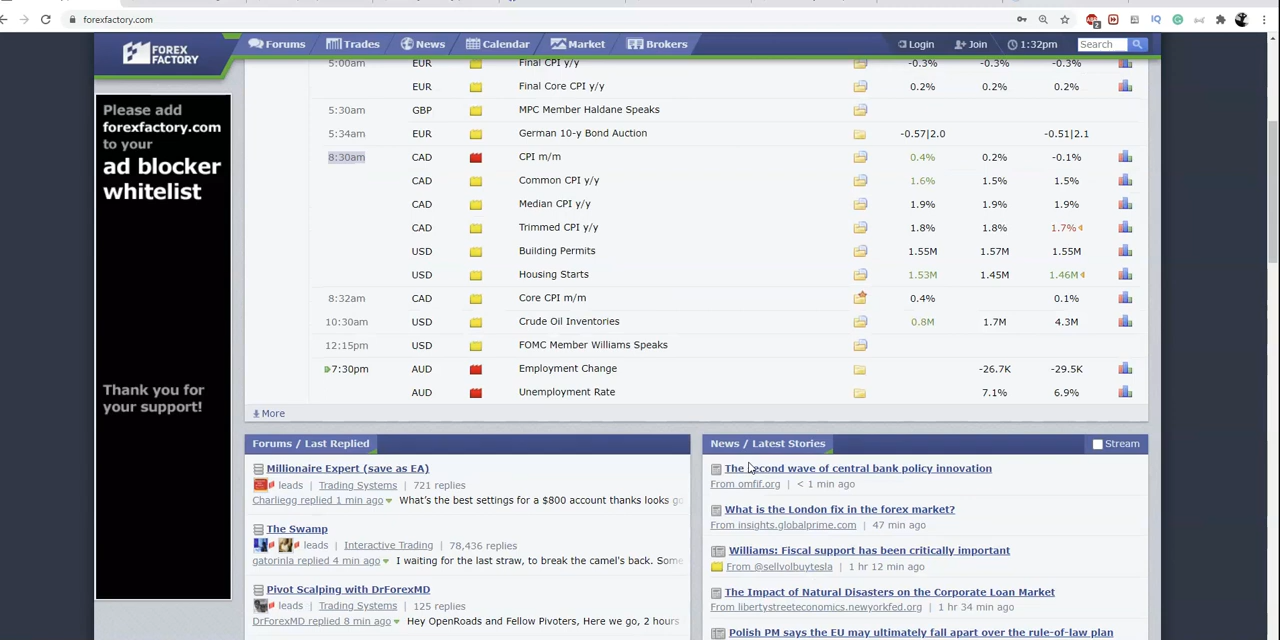 forexfactory.com
FOREX FACTORY
Forums Trades News Calendar Market Brokers Login Join 1:32pm Search
Please add
forexfactory.com
to your
ad blocker
whitelist
Thank you for
your support!
5:00am EUR Final CPI y/y -0.3% -0.3% -0.3%
EUR Final Core CPI y/y 0.2% 0.2% 0.2%
5:30am GBP MPC Member Haldane Speaks
5:34am EUR German 10-y Bond Auction -0.57|2.0 -0.51|2.1
8:30am CAD CPI m/m 0.4% 0.2% -0.1%
CAD Common CPI y/y 1.6% 1.5% 1.5%
CAD Median CPI y/y 1.9% 1.9% 1.9%
CAD Trimmed CPI y/y 1.8% 1.8% 1.7%
USD Building Permits 1.55M 1.57M 1.55M
USD Housing Starts 1.53M 1.45M 1.46M
8:32am CAD Core CPI m/m 0.4% 0.1%
10:30am USD Crude Oil Inventories 0.8M 1.7M 4.3M
12:15pm USD FOMC Member Williams Speaks
7:30pm AUD Employment Change -26.7K -29.5K
AUD Unemployment Rate 7.1% 6.9%
More
Forums / Last Replied
Millionaire Expert (save as EA)
leads | Trading Systems | 721 replies
Charliegg replied 1 min ago What's the best settings for a $800 account thanks looks go
The Swamp
leads | Interactive Trading | 78,436 replies
gatorinla replied 4 min ago I waiting for the last straw, to break the camel's back. Some
Pivot Scalping with DrForexMD
leads | Trading Systems | 125 replies
DrForexMD replied 8 min ago Hey OpenRoads and Fellow Pivoters, Here we go, 2 hours
News / Latest Stories Stream
The second wave of central bank policy innovation
From omfif.org | < 1 min ago
What is the London fix in the forex market?
From insights.globalprime.com | 47 min ago
Williams: Fiscal support has been critically important
From @sellvolbuytesla | 1 hr 12 min ago
The Impact of Natural Disasters on the Corporate Loan Market
From libertystreeteconomics.newyorkfed.org | 1 hr 34 min ago
Polish PM says the EU may ultimately fall apart over the rule-of-law plan